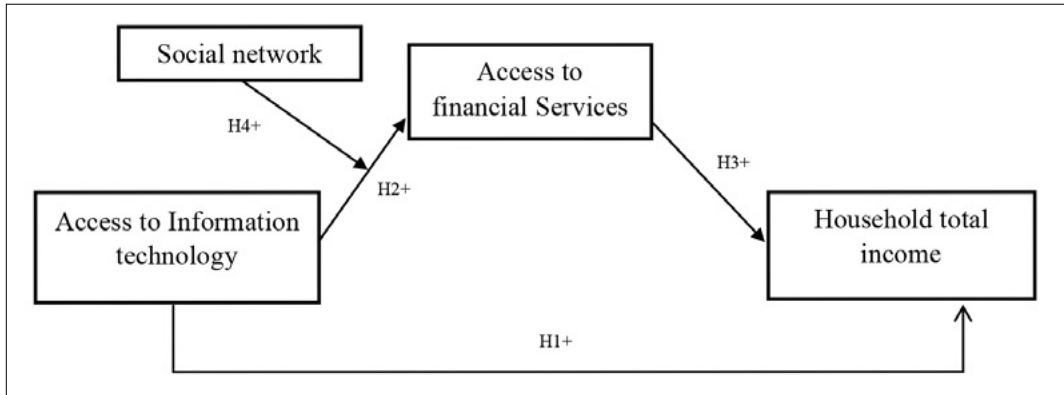 Social network
Access to
financial Services
H4+
H3+
H2+
Access to Information
technology
Household total
income
H1+